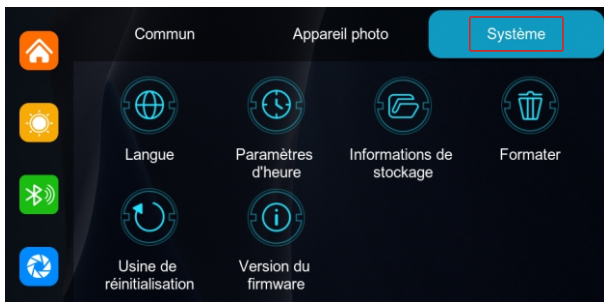 Commun
Appareil photo
Système
Langue
Paramètres
d'heure
Informations de
stockage
Formater
Usine de
réinitialisation
Version du
firmware